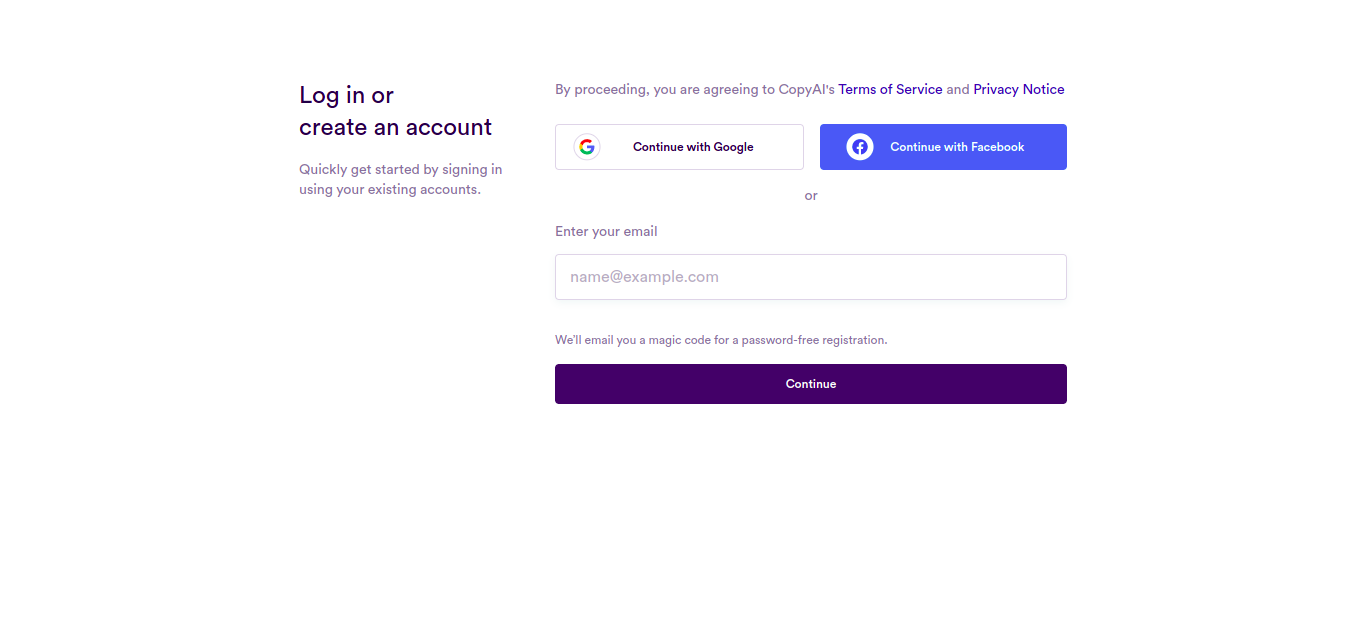 Log in or
create an account
Quickly get started by signing in
using your existing accounts.
By proceeding, you are agreeing to CopyAI's Terms of Service and Privacy Notice
Continue with Google
Continue with Facebook
or
Enter your email
name@example.com
We'll email you a magic code for a password-free registration.
Continue